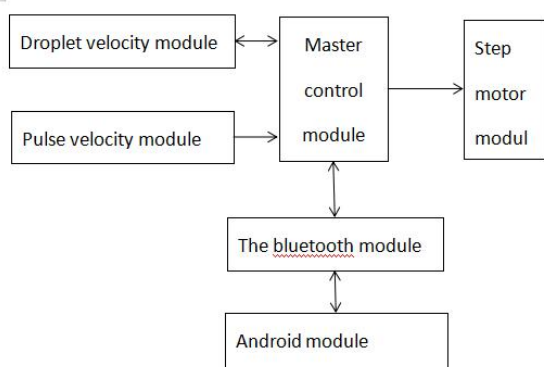 Droplet velocity module
Master
control
module
Step
motor
modul
Pulse velocity module
The bluetooth module
Android module